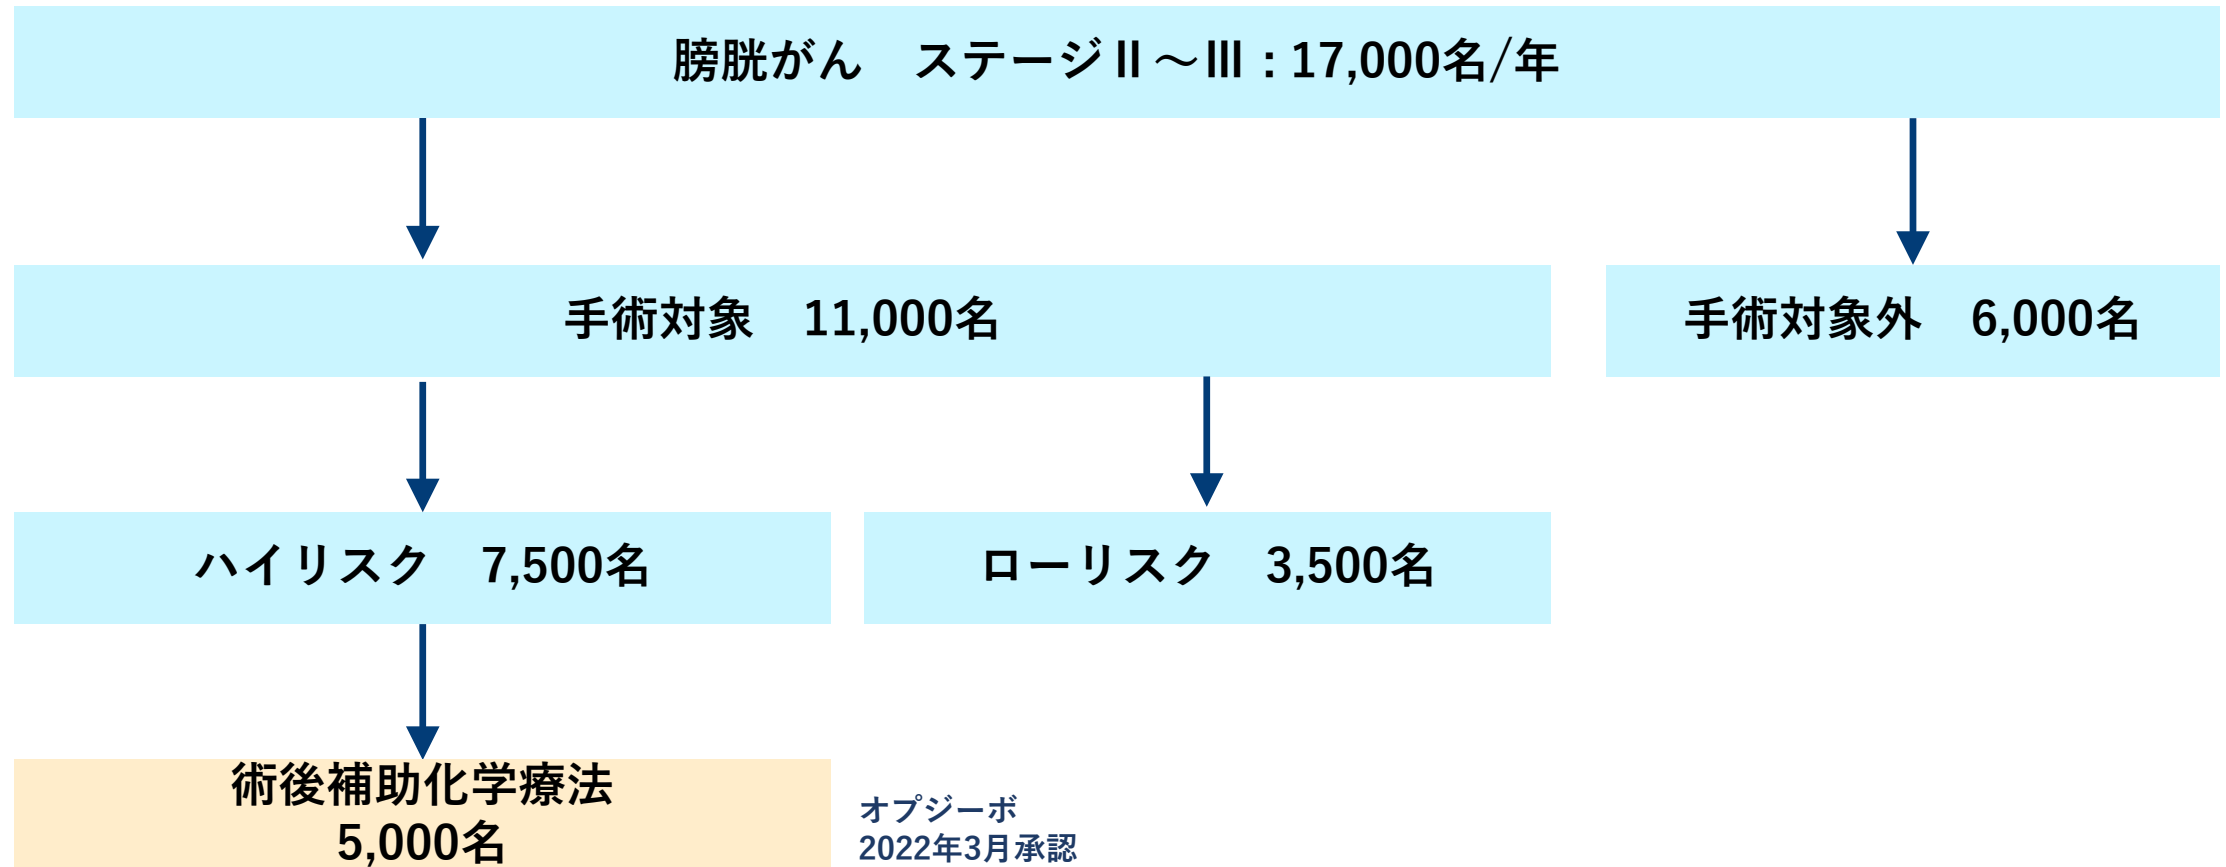 膀胱がん　ステージⅡ～Ⅲ：17,000名/年
手術対象　11,000名
手術対象外　6,000名
ハイリスク　7,500名
ローリスク　3,500名
術後補助化学療法
5,000名
オプジーボ
2022年3月承認